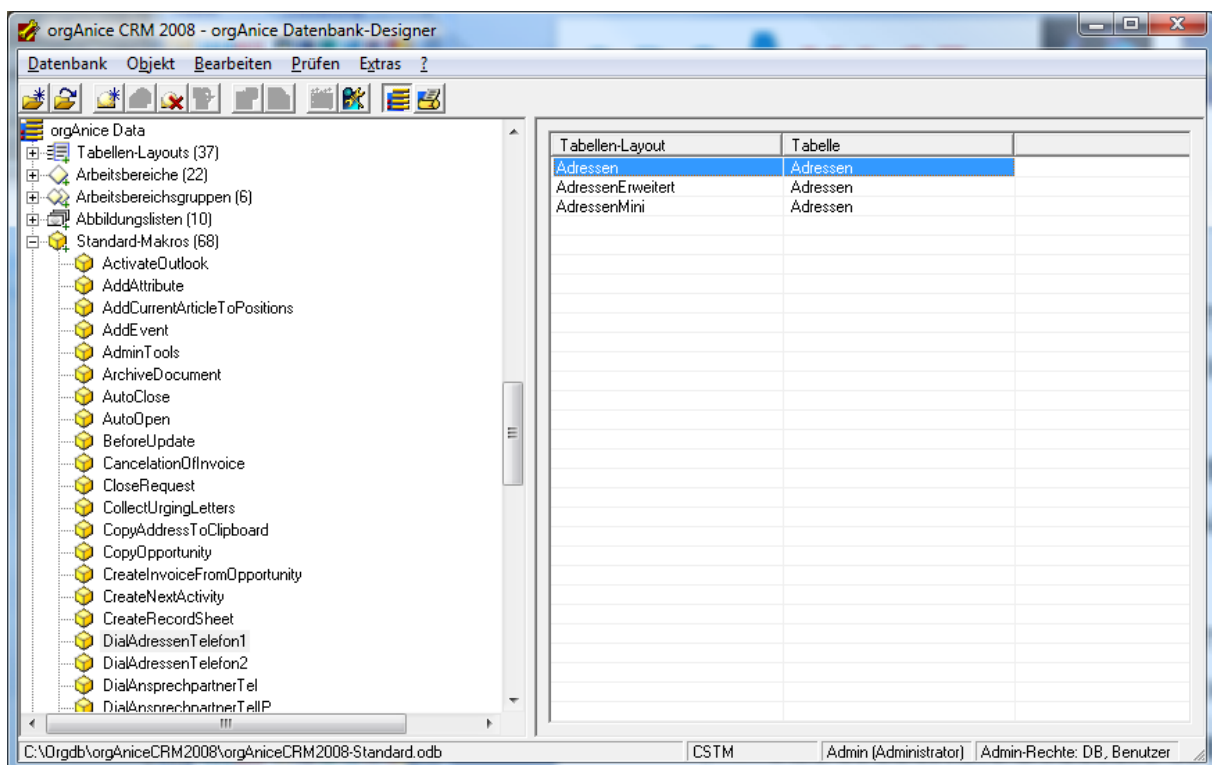 orgAnice CRM 2008 - orgAnice Datenbank-Designer
Datenbank Objekt Bearbeiten Prüfen Extras ?
orgAnice Data
Tabellen-Layouts (37)
Arbeitsbereiche (22)
Arbeitsbereichsgruppen (6)
Abbildungslisten (10)
Standard-Makros (68)
ActivateOutlook
AddAttribute
AddCurrentArticleToPositions
AddEvent
AdminTools
ArchiveDocument
AutoClose
AutoOpen
BeforeUpdate
CancelationOfInvoice
CloseRequest
CollectUrgingLetters
CopyAddressToClipboard
CopyOpportunity
CreateInvoiceFromOpportunity
CreateNextActivity
CreateRecordSheet
DialAdressenTelefon1
DialAdressenTelefon2
DialAnsprechpartnerTel
DialAnsprechpartnerTelIP
Tabellen-Layout Tabelle
Adressen Adressen
AdressenErweitert Adressen
AdressenMini Adressen
C:\Orgdb\orgAniceCRM2008\orgAniceCRM2008-Standard.odb CSTM Admin (Administrator) Admin-Rechte: DB, Benutzer